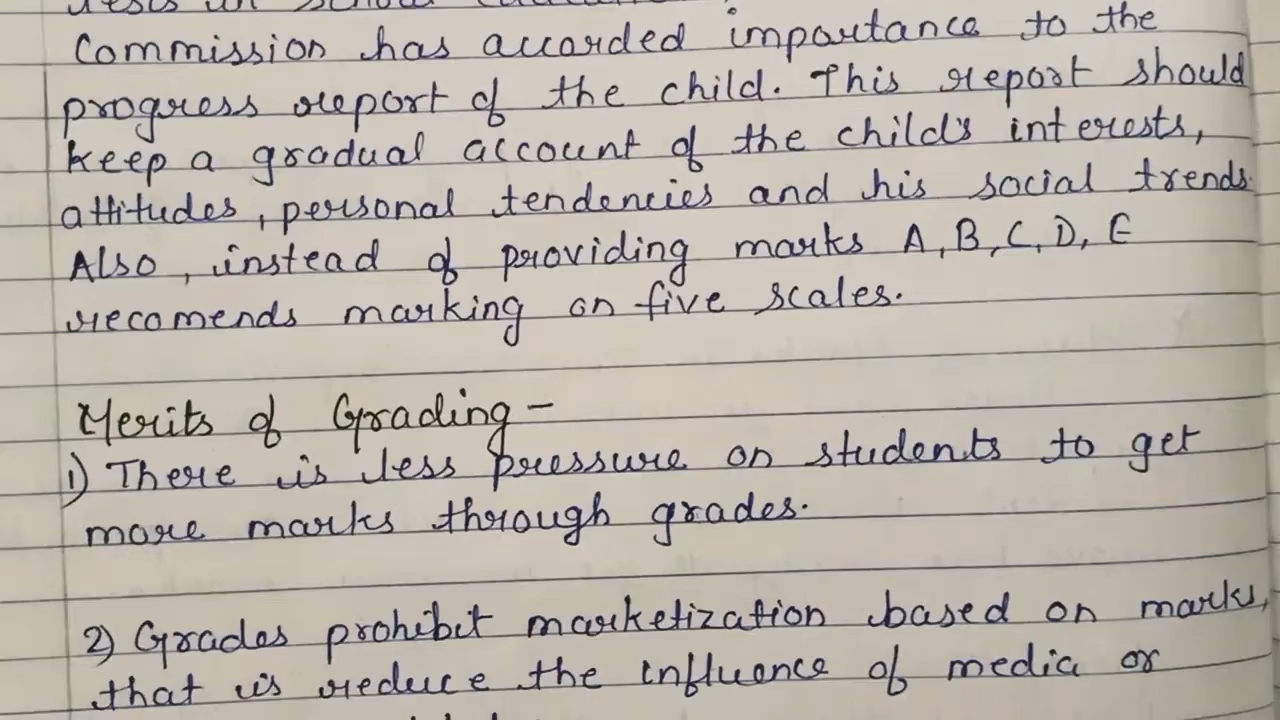 Commission has accorded importance to the
progress report of the child. This report should
keep a gradual account of the child's interests,
attitudes, personal tendencies and his social trends.
Also, instead of providing marks A, B, C, D, E
recomends marking on five scales.
Merits of Grading -
1) There is less pressure on students to get
more marks through grades.
2) Grades prohibit marketization based on marks,
that is reduce the influence of media or